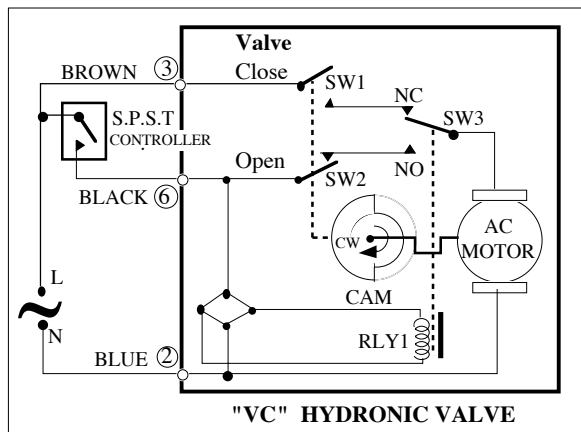 Valve
BROWN ③ Close
SW1
NC
SW3
S.P.S.T
CONTROLLER
Open
NO
SW2
BLACK ⑥
CW
AC
MOTOR
L
CAM
N
RLY1
BLUE ②
"VC" HYDRONIC VALVE